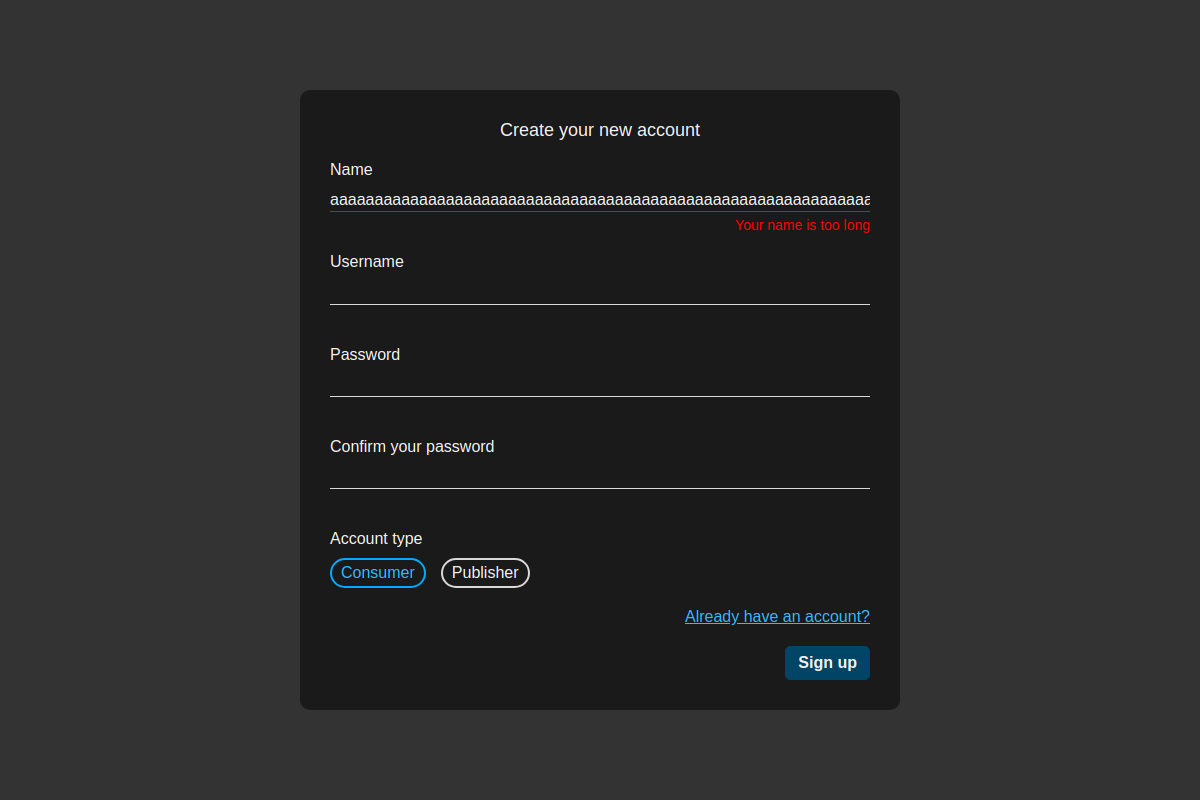 Create your new account
Name
aaaaaaaaaaaaaaaaaaaaaaaaaaaaaaaaaaaaaaaaaaaaaaaaaaaaaaaaaaaaa
Your name is too long
Username
Password
Confirm your password
Account type
Consumer Publisher
Already have an account?
Sign up